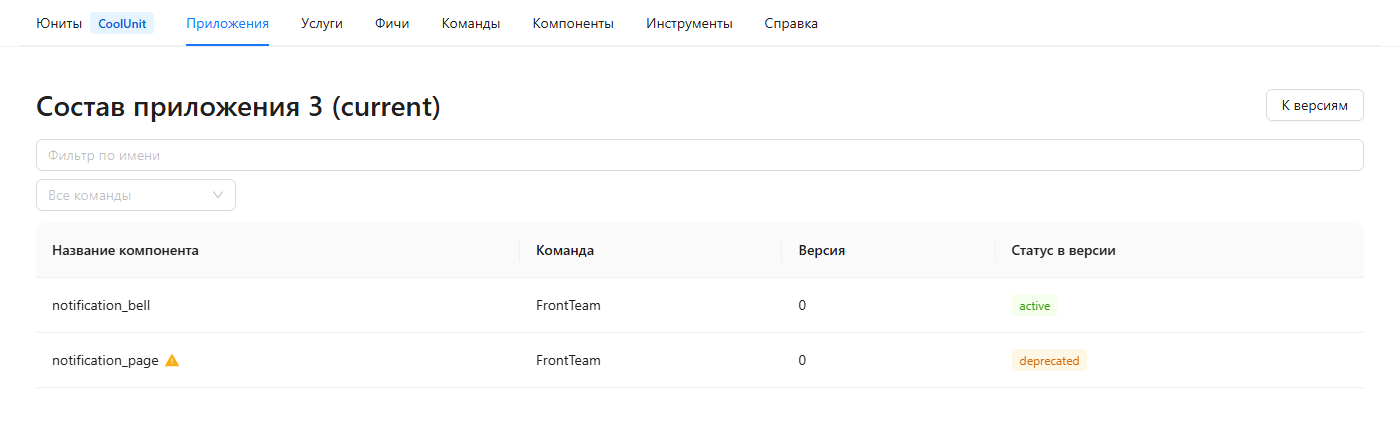 Юниты CoolUnit Приложения Услуги Фичи Команды Компоненты Инструменты Справка
Состав приложения 3 (current) К версиям
Фильтр по имени
Все команды
Название компонента Команда Версия Статус в версии
notification_bell FrontTeam 0 active
notification_page FrontTeam 0 deprecated